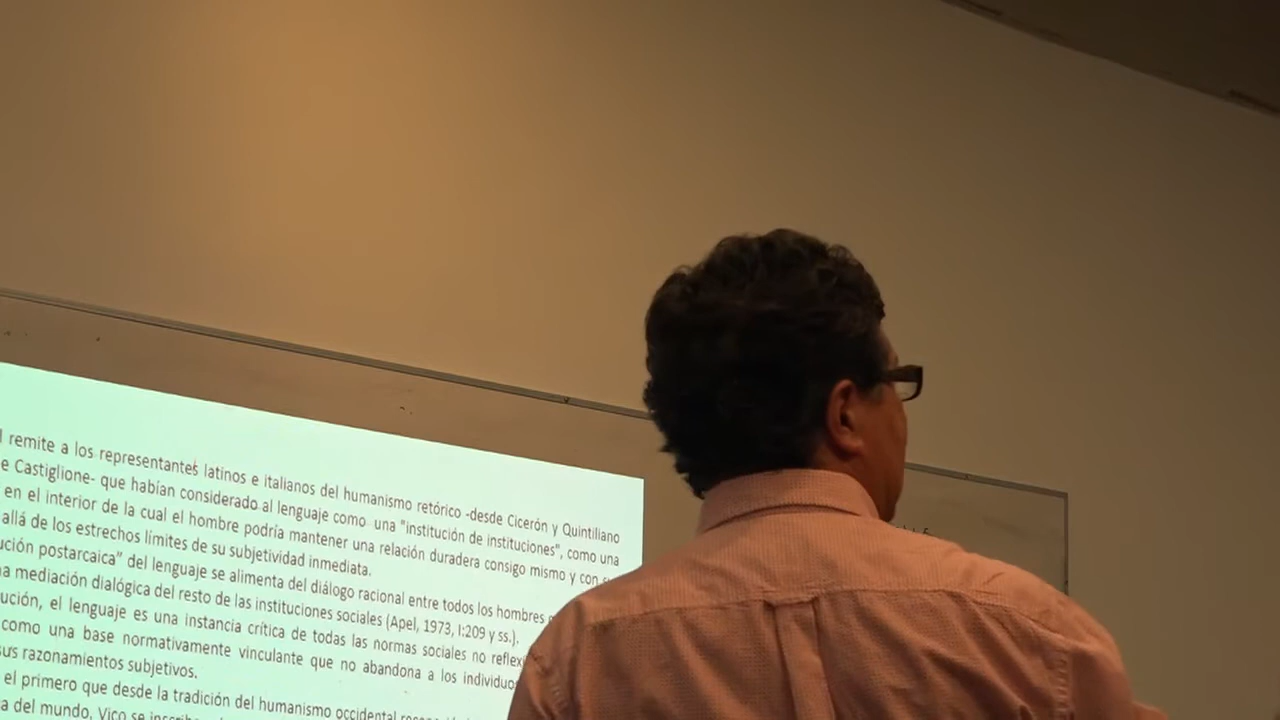 remite a los representantes latinos e italianos del humanismo retórico -desde Cicerón y Quintiliano
e Castiglione- que habían considerado al lenguaje como una "institución de instituciones", como una
en el interior de la cual el hombre podría mantener una relación duradera consigo mismo y con
allá de los estrechos límites de su subjetividad inmediata.
ución postarcaica" del lenguaje se alimenta del diálogo racional entre todos los hombres
a mediación dialógica del resto de las instituciones sociales (Apel, 1973, I:209 y ss.).
ución, el lenguaje es una instancia crítica de todas las normas sociales no reflexi
como una base normativamente vinculante que no abandona a los individuos
sus razonamientos subjetivos.
el primero que desde la tradición del humanismo occidental
a del mundo, Vico se